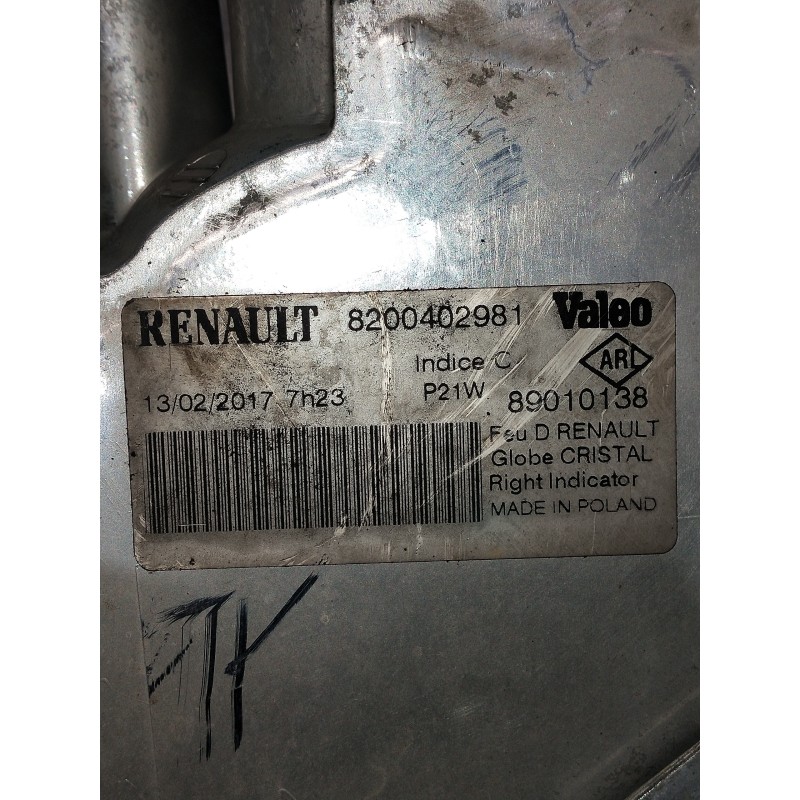 RENAULT 8200402981 Valeo
Indice C ARL
13/02/2017 7h23 P21W 89010138
Feu D RENAULT
Globe CRISTAL
Right Indicator
MADE IN POLAND